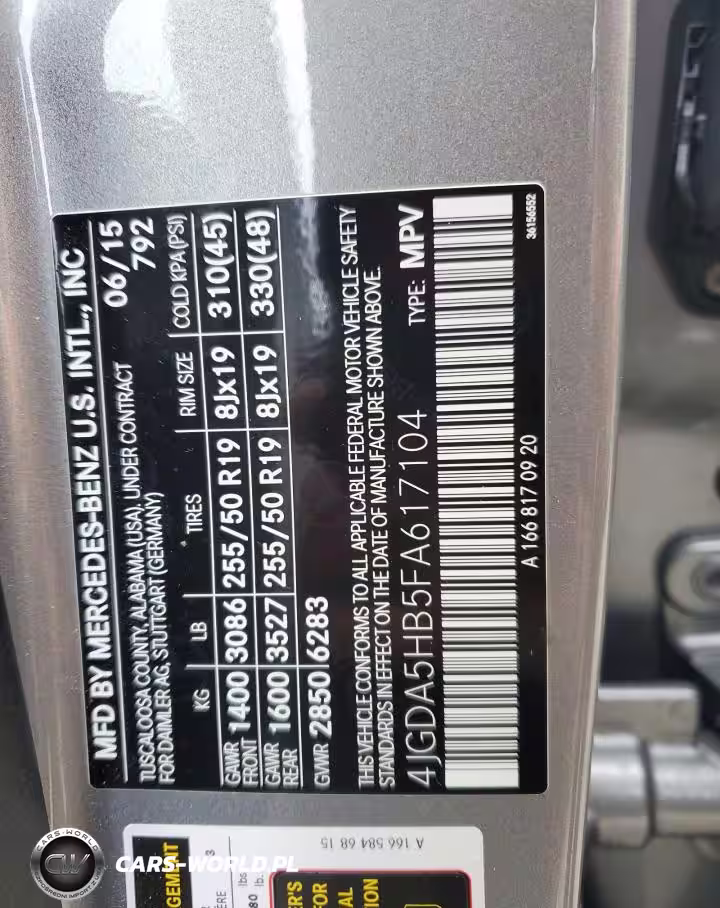 MFD BY MERCEDES-BENZ U.S. INTL., INC
TUSCALOOSA COUNTY, ALABAMA (USA), UNDER CONTRACT 06/15
FOR DAIMLER AG, STUTTGART (GERMANY) 792
KG LB TIRES RIM SIZE COLD KPA(PSI)
GAWR FRONT 1400 3086 255/50 R19 8Jx19 310(45)
GAWR REAR 1600 3527 255/50 R19 8Jx19 330(48)
GVWR 2850 6283
THIS VEHICLE CONFORMS TO ALL APPLICABLE FEDERAL MOTOR VEHICLE SAFETY
STANDARDS IN EFFECT ON THE DATE OF MANUFACTURE SHOWN ABOVE.
4JGDA5HB5FA617104 TYPE: MPV
A 166 817 09 20
36156552
A 166 584 68 15
CARS-WORLD
CW
CARS-WORLD.PL